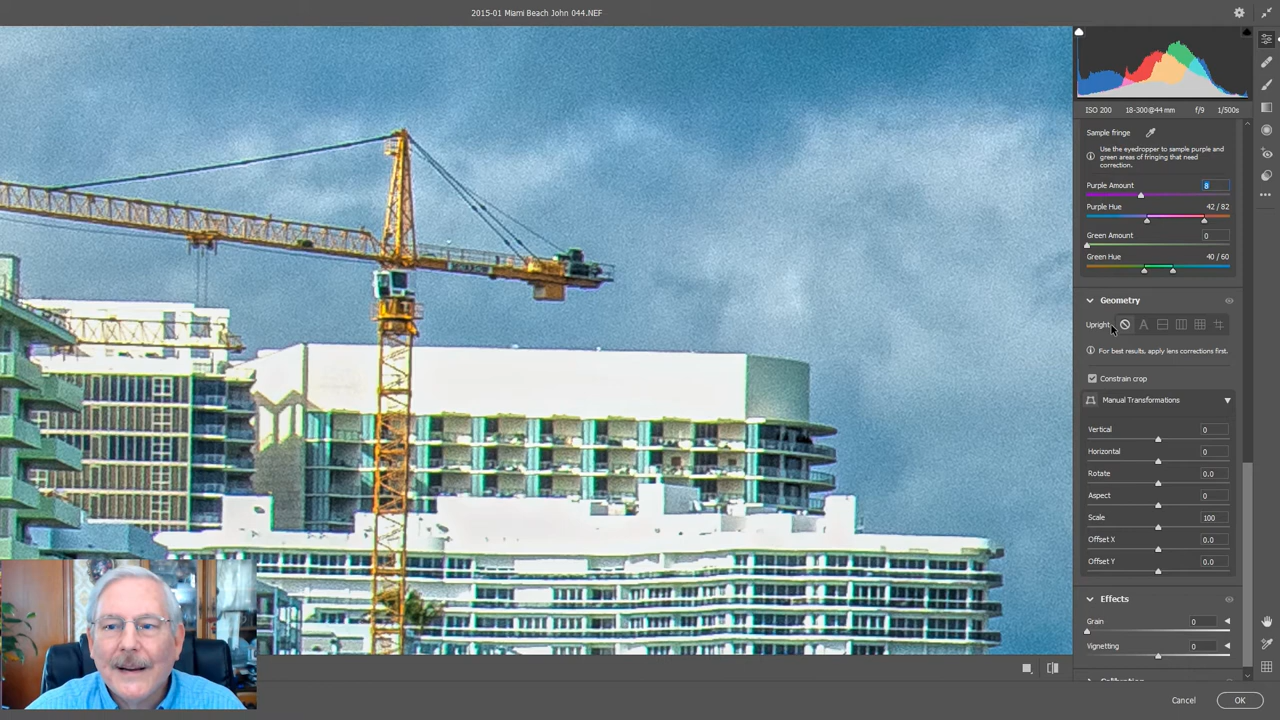 2015-01 Miami Beach John 044.NEF
ISO 200 18-300@44 mm f/9 1/500s
Sample fringe
Use the eyedropper to sample purple and
green areas of fringing that need
correction.
Purple Amount 8
Purple Hue 42 / 82
Green Amount 0
Green Hue 40 / 60
Geometry
Upright
For best results, apply lens corrections first.
Constrain crop
Manual Transformations
Vertical 0
Horizontal 0
Rotate 0.0
Aspect 0
Scale 100
Offset X 0.0
Offset Y 0.0
Effects
Grain 0
Vignetting 0
Calibration
Cancel OK